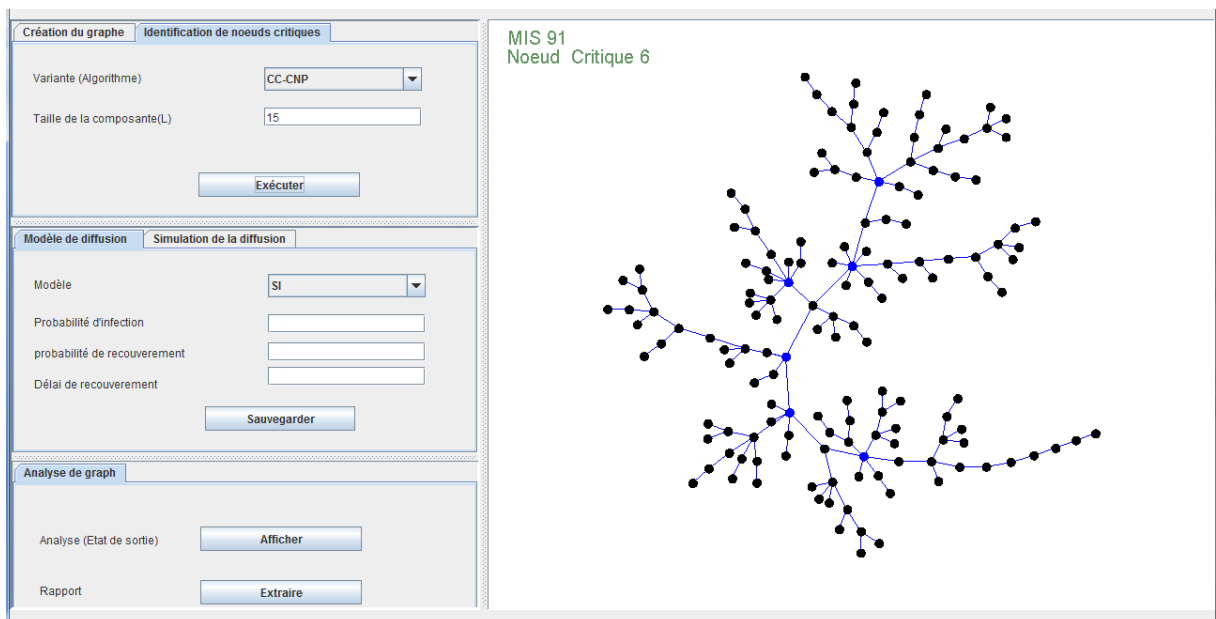 Création du graphe
Identification de noeuds critiques
Variante (Algorithme)
CC-CNP
Taille de la composante(L)
15
Exécuter
Modèle de diffusion
Simulation de la diffusion
Modèle
SI
Probabilité d'infection
probabilité de recouverement
Délai de recouverement
Sauvegarder
Analyse de graph
Analyse (Etat de sortie)
Afficher
Rapport
Extraire
MIS 91
Noeud Critique 6